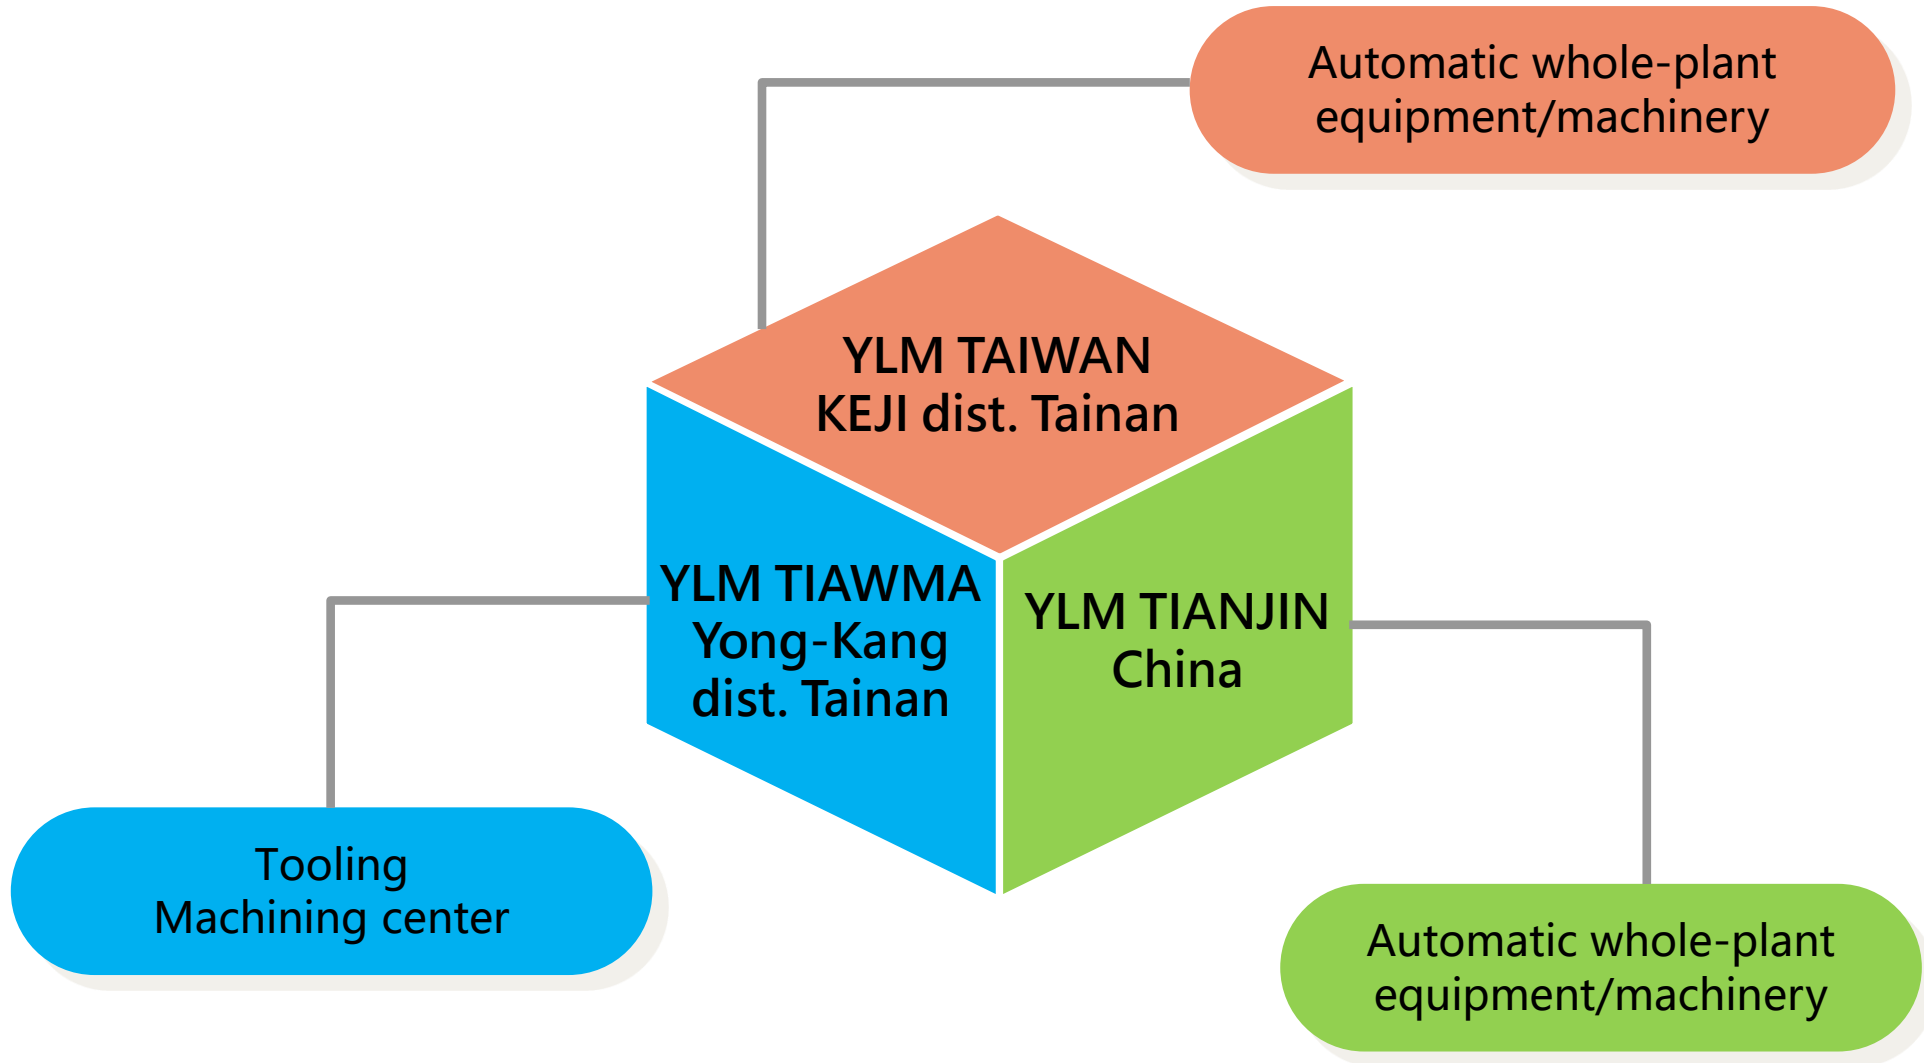 Automatic whole-plant
equipment/machinery
YLM TAIWAN
KEJI dist. Tainan
YLM TIAWMA
Yong-Kang
dist. Tainan
YLM TIANJIN
China
Tooling
Machining center
Automatic whole-plant
equipment/machinery